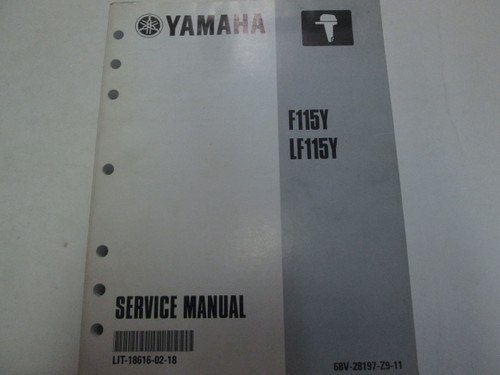 YAMAHA
F115Y
LF115Y
SERVICE MANUAL
LIT-18616-02-18
68V-28197-Z9-11